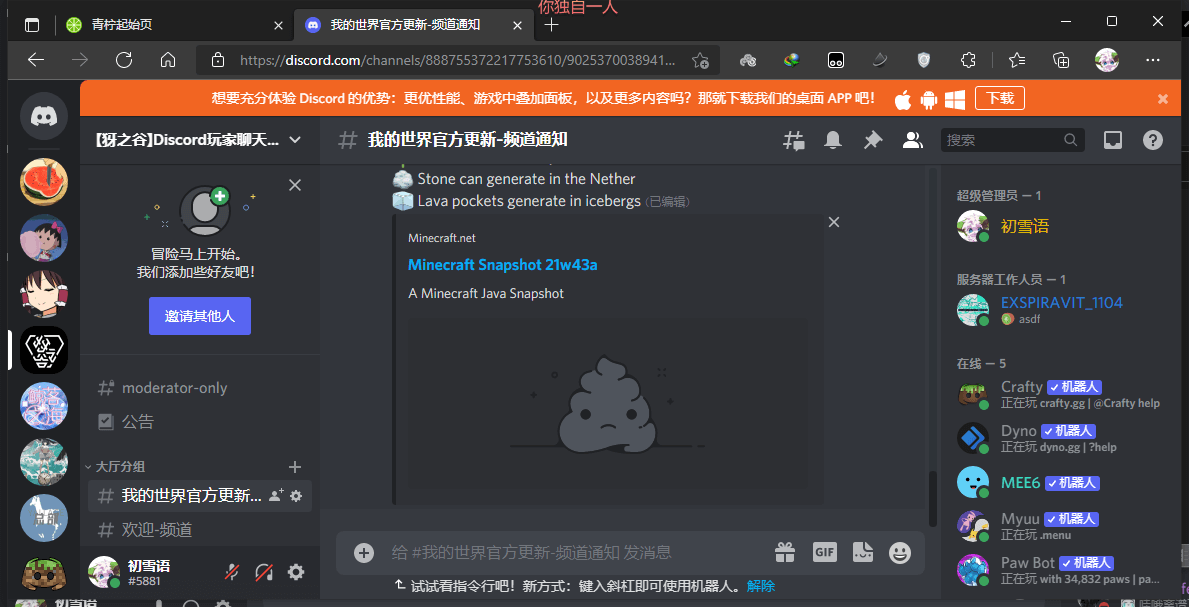 你独自一人
青柠起始页
我的世界官方更新-频道通知
https://discord.com/channels/888755372217753610/9025370038941...
想要充分体验 Discord 的优势：更优性能、游戏中叠加面板，以及更多内容吗？那就下载我们的桌面 APP 吧！
下载
【犽之谷】Discord玩家聊天...
我的世界官方更新-频道通知
搜索
冒险马上开始。
我们添加些好友吧！
邀请其他人
moderator-only
公告
大厅分组
我的世界官方更新...
欢迎-频道
初雪语
#5881
Stone can generate in the Nether
Lava pockets generate in icebergs (已编辑)
Minecraft.net
Minecraft Snapshot 21w43a
A Minecraft Java Snapshot
给 #我的世界官方更新-频道通知 发消息
GIF
试试看指令行吧！新方式：键入斜杠即可使用机器人。 解除
超级管理员 — 1
初雪语
服务器工作人员 — 1
EXSPIRAVIT_1104
asdf
在线 — 5
Crafty 机器人
正在玩 crafty.gg | @Crafty help
Dyno 机器人
正在玩 dyno.gg | ?help
MEE6 机器人
Myuu 机器人
正在玩 .menu
Paw Bot 机器人
正在玩 with 34,832 paws | pa...